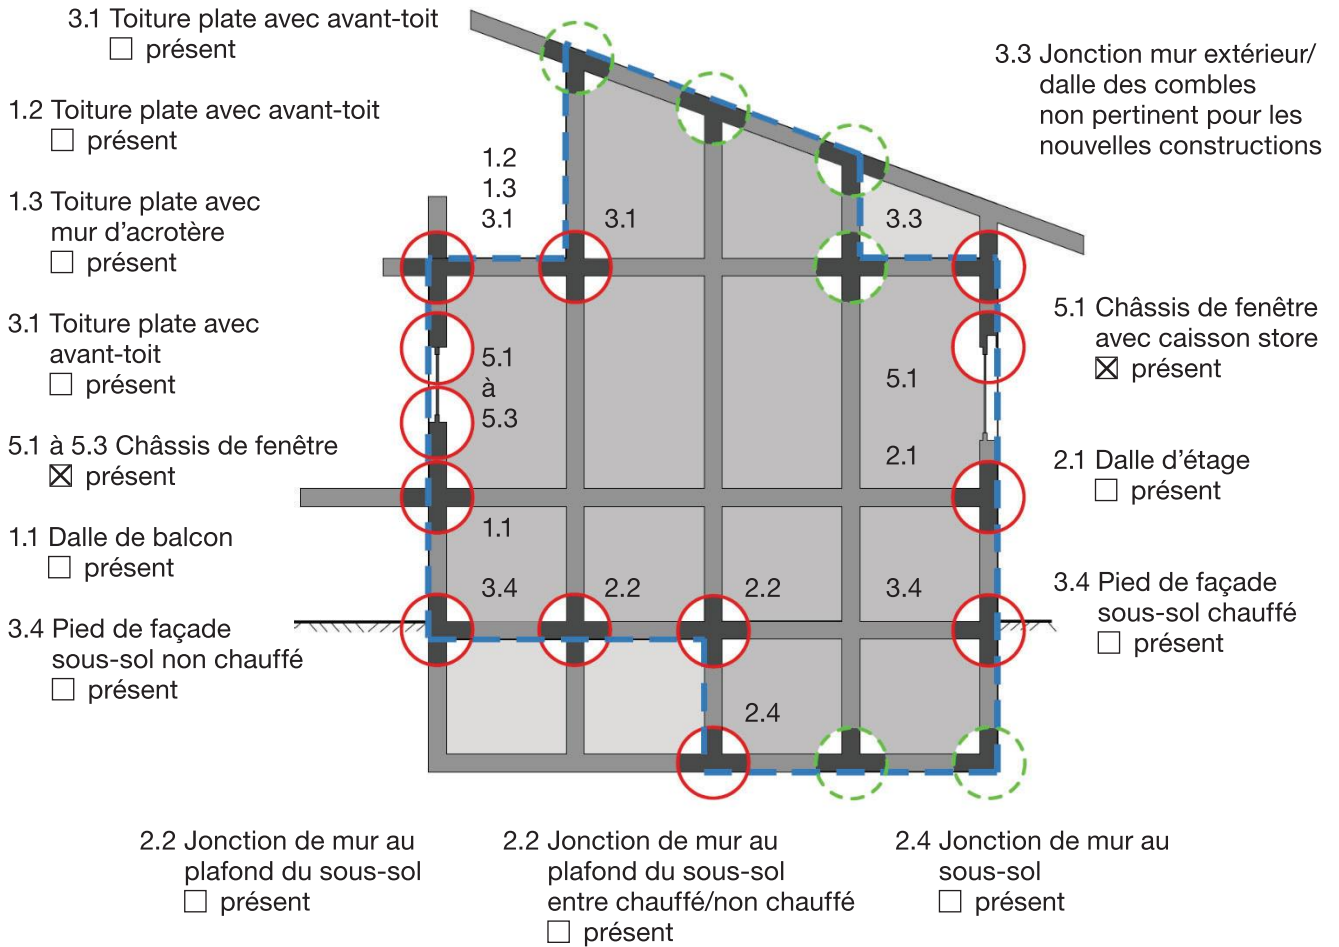 3.1 Toiture plate avec avant-toit
☐ présent
1.2 Toiture plate avec avant-toit
☐ présent
1.3 Toiture plate avec
mur d’acrotère
☐ présent
3.1 Toiture plate avec
avant-toit
☐ présent
5.1 à 5.3 Châssis de fenêtre
☒ présent
1.1 Dalle de balcon
☐ présent
3.4 Pied de façade
sous-sol non chauffé
☐ présent
1.2
1.3
3.1
3.1
3.3
5.1
à
5.3
5.1
2.1
1.1
3.4
2.2
2.2
3.4
2.4
3.3 Jonction mur extérieur/
dalle des combles
non pertinent pour les
nouvelles constructions
5.1 Châssis de fenêtre
avec caisson store
☒ présent
2.1 Dalle d’étage
☐ présent
3.4 Pied de façade
sous-sol chauffé
☐ présent
2.2 Jonction de mur au
plafond du sous-sol
☐ présent
2.2 Jonction de mur au
plafond du sous-sol
entre chauffé/non chauffé
☐ présent
2.4 Jonction de mur au
sous-sol
☐ présent